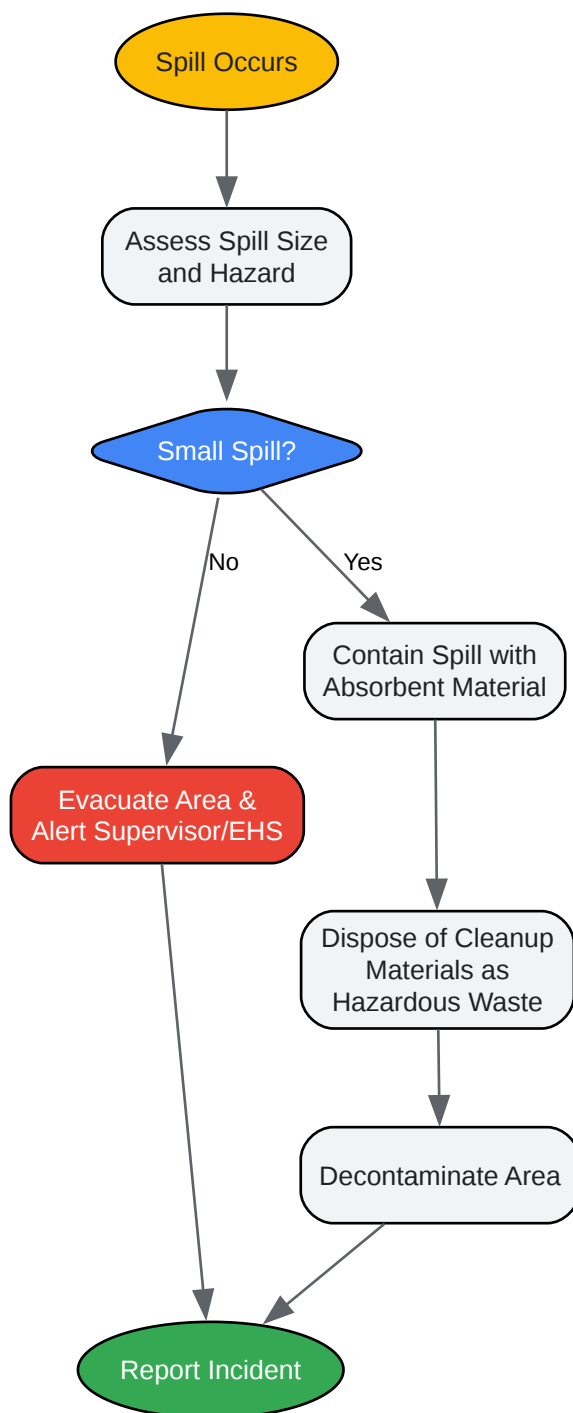 Spill Occurs
Assess Spill Size
and Hazard
Small Spill?
No
Yes
Contain Spill with
Absorbent Material
Evacuate Area &
Alert Supervisor/EHS
Dispose of Cleanup
Materials as
Hazardous Waste
Decontaminate Area
Report Incident